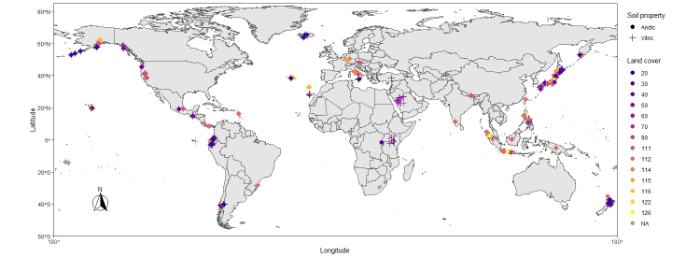 80°N
60°N
40°N
20°N
0°
20°S
40°S
60°S
180°
180°
Latitude
Longitude
N
Soil property
Andic
Vitric
Land cover
20
30
40
50
60
70
90
111
112
114
115
116
122
126
NA